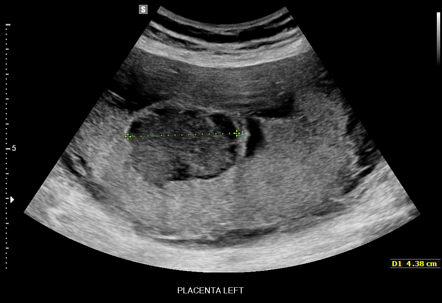 S
5
D1 4.38 cm
PLACENTA LEFT